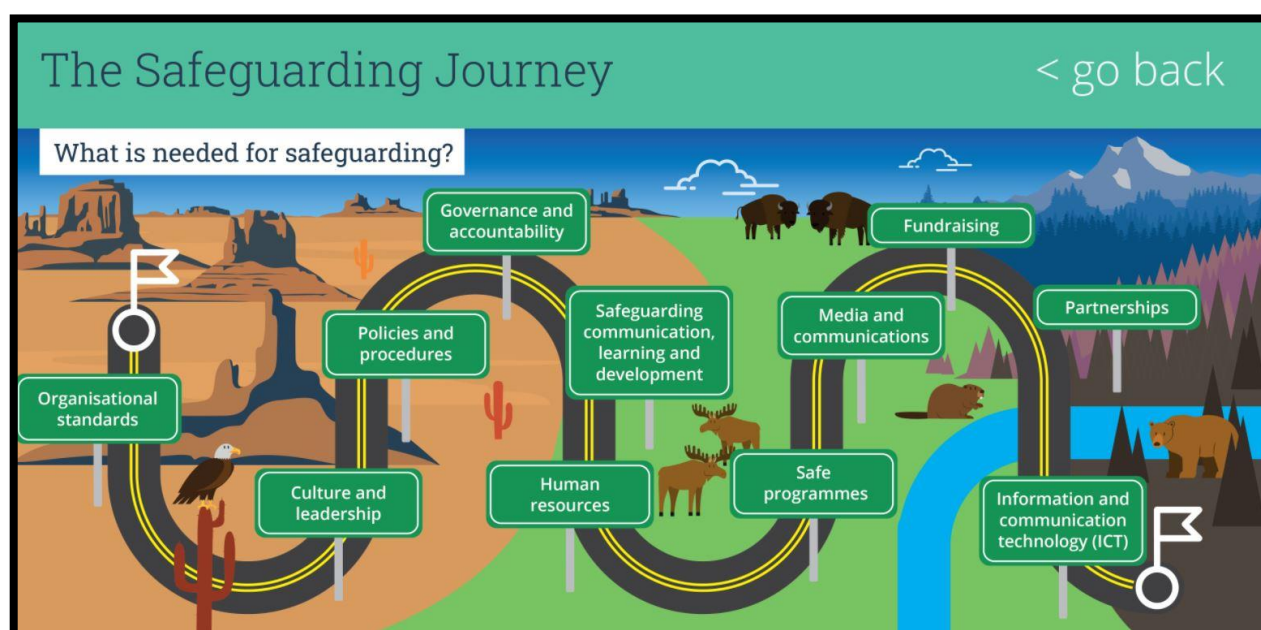 The Safeguarding Journey
< go back
What is needed for safeguarding?
Organisational
standards
Culture and
leadership
Policies and
procedures
Governance and
accountability
Human
resources
Safeguarding
communication,
learning and
development
Safe
programmes
Media and
communications
Fundraising
Information and
communication
technology (ICT)
Partnerships